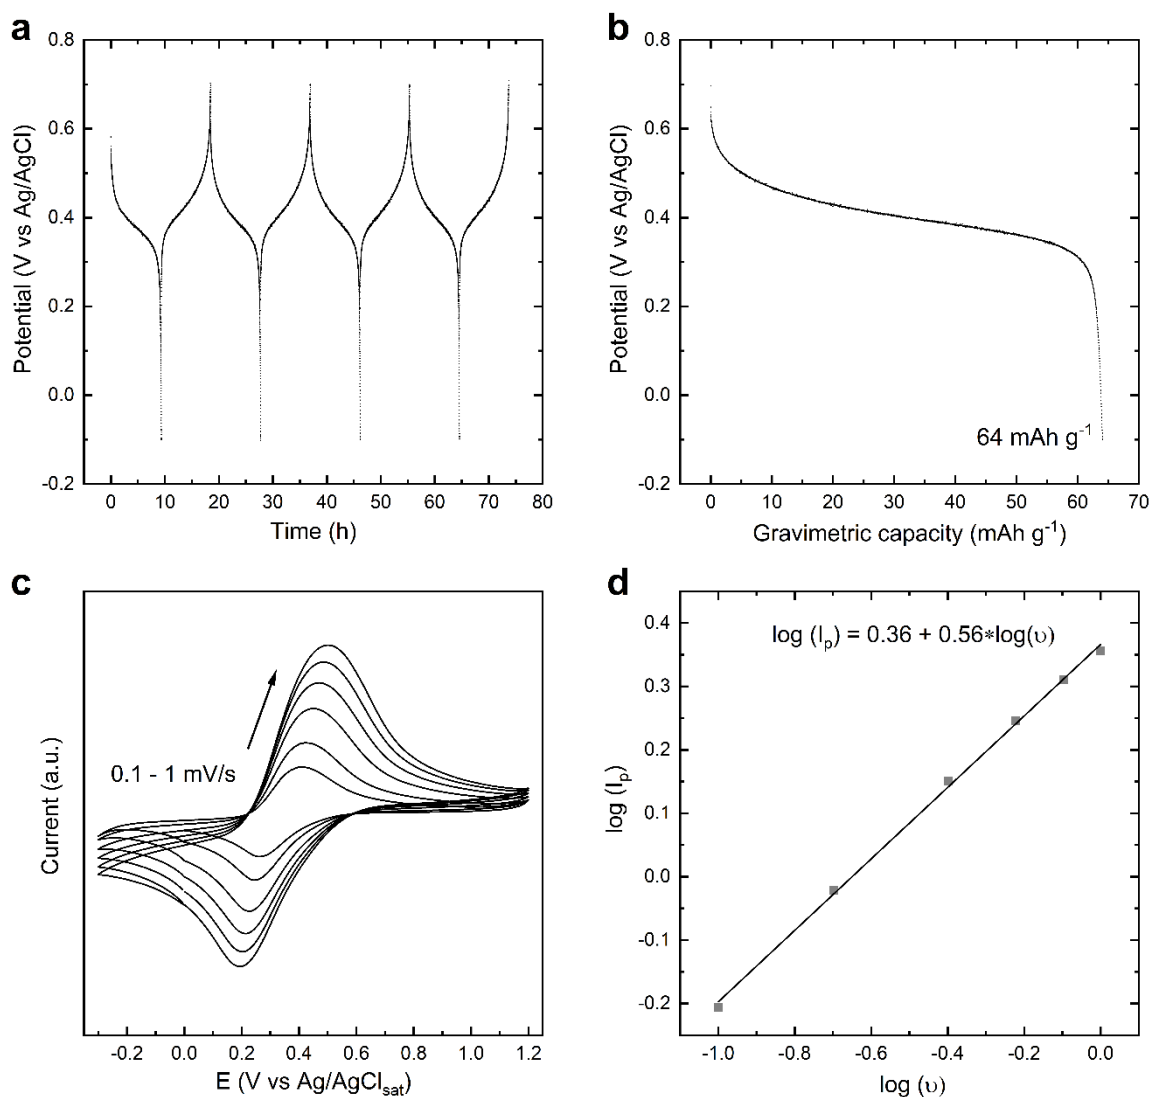 a
0.8
0.6
0.4
0.2
0.0
-0.2
Potential (V vs Ag/AgCl)
0 10 20 30 40 50 60 70 80
Time (h)
b
0.8
0.6
0.4
0.2
0.0
-0.2
Potential (V vs Ag/AgCl)
64 mAh g⁻¹
0 10 20 30 40 50 60 70
Gravimetric capacity (mAh g⁻¹)
c
Current (a.u.)
0.1 - 1 mV/s
-0.2 0.0 0.2 0.4 0.6 0.8 1.0 1.2
E (V vs Ag/AgCl_sat)
d
log (I_p) = 0.36 + 0.56*log(υ)
0.4
0.3
0.2
0.1
0.0
-0.1
-0.2
log (I_p)
-1.0 -0.8 -0.6 -0.4 -0.2 0.0
log (υ)